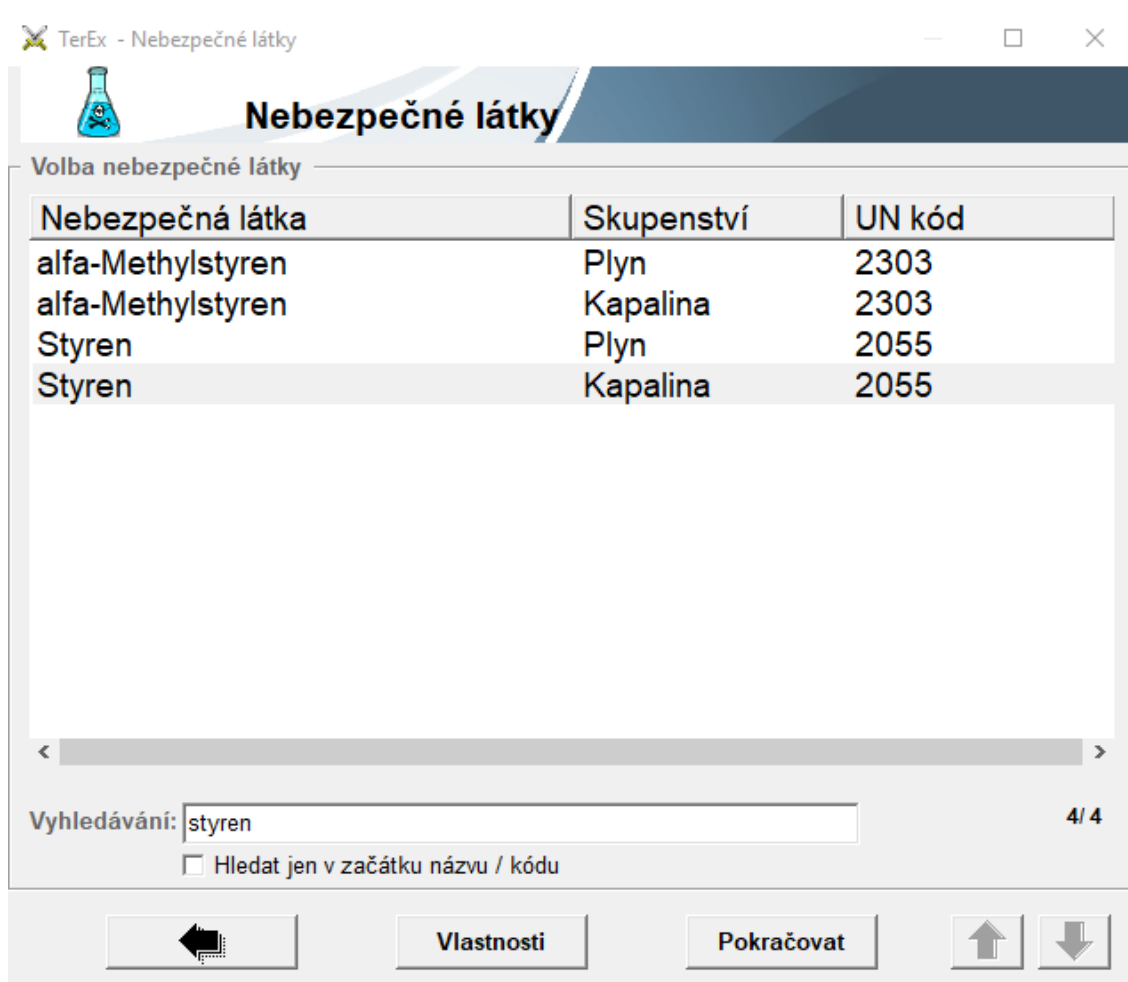 TerEx - Nebezpečné látky
Nebezpečné látky
Volba nebezpečné látky
Nebezpečná látka Skupenství UN kód
alfa-Methylstyren Plyn 2303
alfa-Methylstyren Kapalina 2303
Styren Plyn 2055
Styren Kapalina 2055
Vyhledávání: styren 4/ 4
Hledat jen v začátku názvu / kódu
Vlastnosti Pokračovat